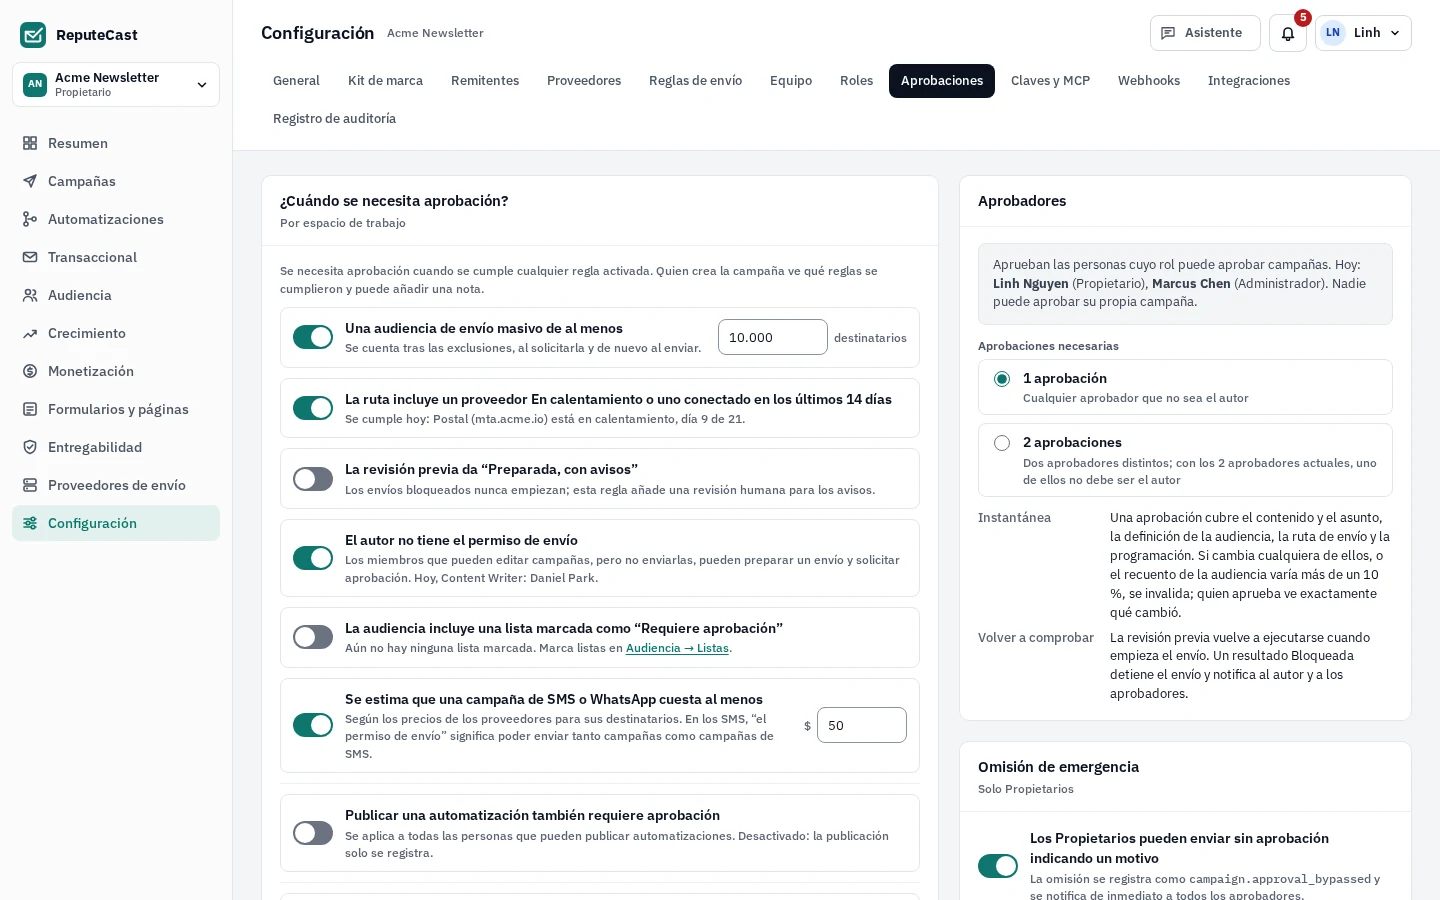 ReputeCast
AN
Acme Newsletter
Propietario
Resumen
Campañas
Automatizaciones
Transaccional
Audiencia
Crecimiento
Monetización
Formularios y páginas
Entregabilidad
Proveedores de envío
Configuración
Configuración
Acme Newsletter
Asistente
5
LN
Linh
General
Kit de marca
Remitentes
Proveedores
Reglas de envío
Equipo
Roles
Aprobaciones
Claves y MCP
Webhooks
Integraciones
Registro de auditoría
¿Cuándo se necesita aprobación?
Por espacio de trabajo
Se necesita aprobación cuando se cumple cualquier regla activada. Quien crea la campaña ve qué reglas se
cumplieron y puede añadir una nota.
Una audiencia de envío masivo de al menos
Se cuenta tras las exclusiones, al solicitarla y de nuevo al enviar.
10.000
destinatarios
La ruta incluye un proveedor En calentamiento o uno conectado en los últimos 14 días
Se cumple hoy: Postal (mta.acme.io) está en calentamiento, día 9 de 21.
La revisión previa da “Preparada, con avisos”
Los envíos bloqueados nunca empiezan; esta regla añade una revisión humana para los avisos.
El autor no tiene el permiso de envío
Los miembros que pueden editar campañas, pero no enviarlas, pueden preparar un envío y solicitar
aprobación. Hoy, Content Writer: Daniel Park.
La audiencia incluye una lista marcada como “Requiere aprobación”
Aún no hay ninguna lista marcada. Marca listas en Audiencia → Listas.
Se estima que una campaña de SMS o WhatsApp cuesta al menos
Según los precios de los proveedores para sus destinatarios. En los SMS, “el
permiso de envío” significa poder enviar tanto campañas como campañas de
SMS.
$
50
Publicar una automatización también requiere aprobación
Se aplica a todas las personas que pueden publicar automatizaciones. Desactivado: la publicación
solo se registra.
Aprobadores
Aprueban las personas cuyo rol puede aprobar campañas. Hoy:
Linh Nguyen (Propietario), Marcus Chen (Administrador). Nadie
puede aprobar su propia campaña.
Aprobaciones necesarias
1 aprobación
Cualquier aprobador que no sea el autor
2 aprobaciones
Dos aprobadores distintos; con los 2 aprobadores actuales, uno
de ellos no debe ser el autor
Instantánea
Una aprobación cubre el contenido y el asunto,
la definición de la audiencia, la ruta de envío y la
programación. Si cambia cualquiera de ellos, o
el recuento de la audiencia varía más de un 10
%, se invalida; quien aprueba ve exactamente
qué cambió.
Volver a comprobar
La revisión previa vuelve a ejecutarse cuando
empieza el envío. Un resultado Bloqueada
detiene el envío y notifica al autor y a los
aprobadores.
Omisión de emergencia
Solo Propietarios
Los Propietarios pueden enviar sin aprobación
indicando un motivo
La omisión se registra como campaign.approval_bypassed y
se notifica de inmediato a todos los aprobadores.